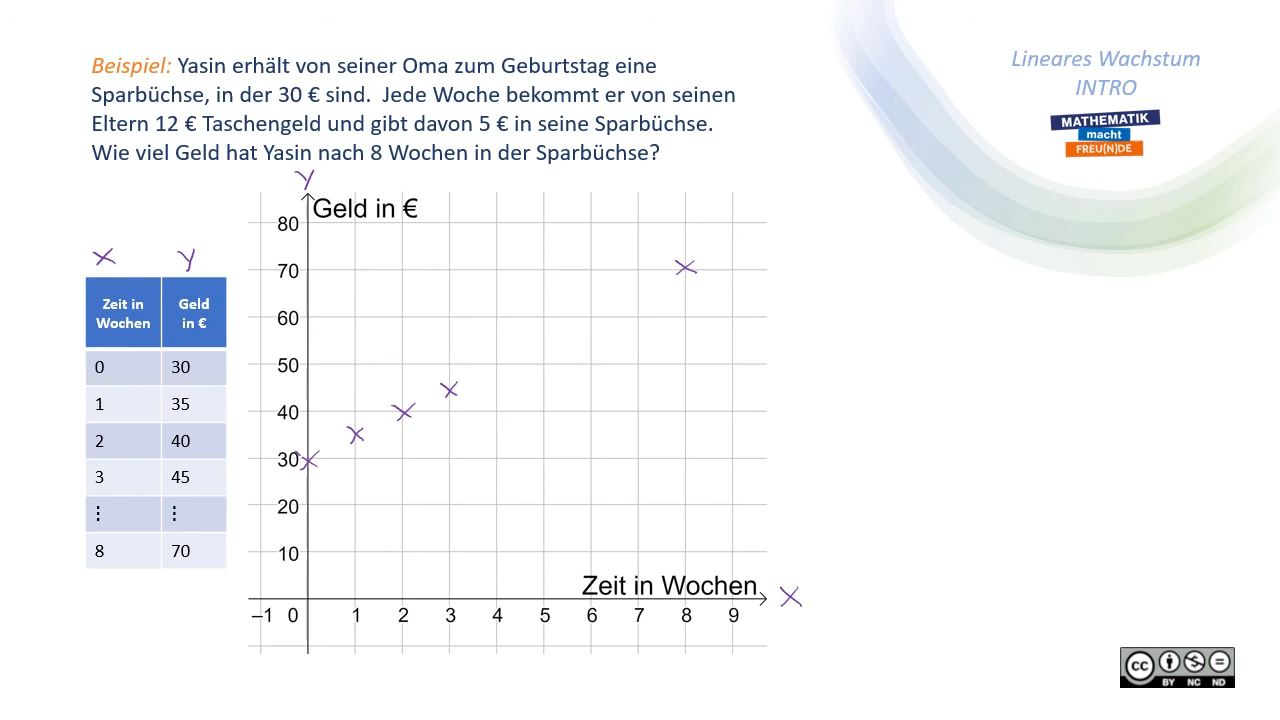 Beispiel: Yasin erhält von seiner Oma zum Geburtstag eine
Sparbüchse, in der 30 € sind. Jede Woche bekommt er von seinen
Eltern 12 € Taschengeld und gibt davon 5 € in seine Sparbüchse.
Wie viel Geld hat Yasin nach 8 Wochen in der Sparbüchse?
Lineares Wachstum
INTRO
MATHEMATIK
macht
FREU(N)DE
x y
Zeit in Wochen Geld in €
0 30
1 35
2 40
3 45
⋮ ⋮
8 70
y
Geld in €
80
70
60
50
40
30
20
10
Zeit in Wochen x
–1 0 1 2 3 4 5 6 7 8 9
cc
BY NC ND